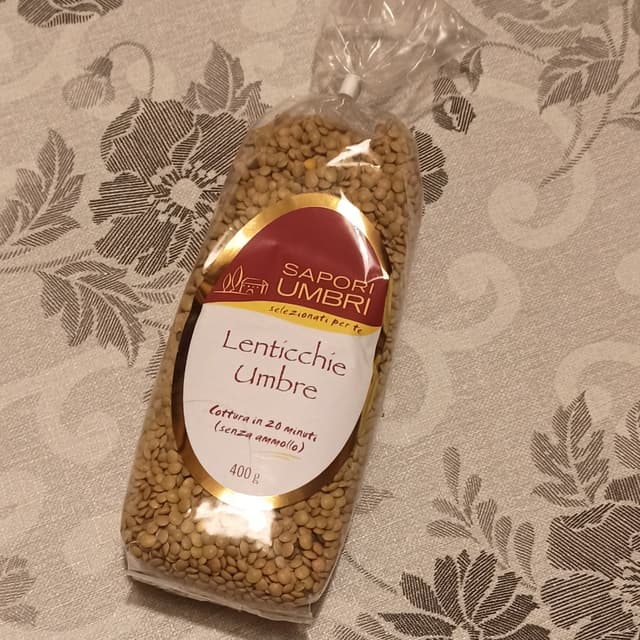 SAPORI
UMBRI
selezionati per te
Lenticchie
Umbre
Cottura in 20 minuti
(senza ammollo)
400 g